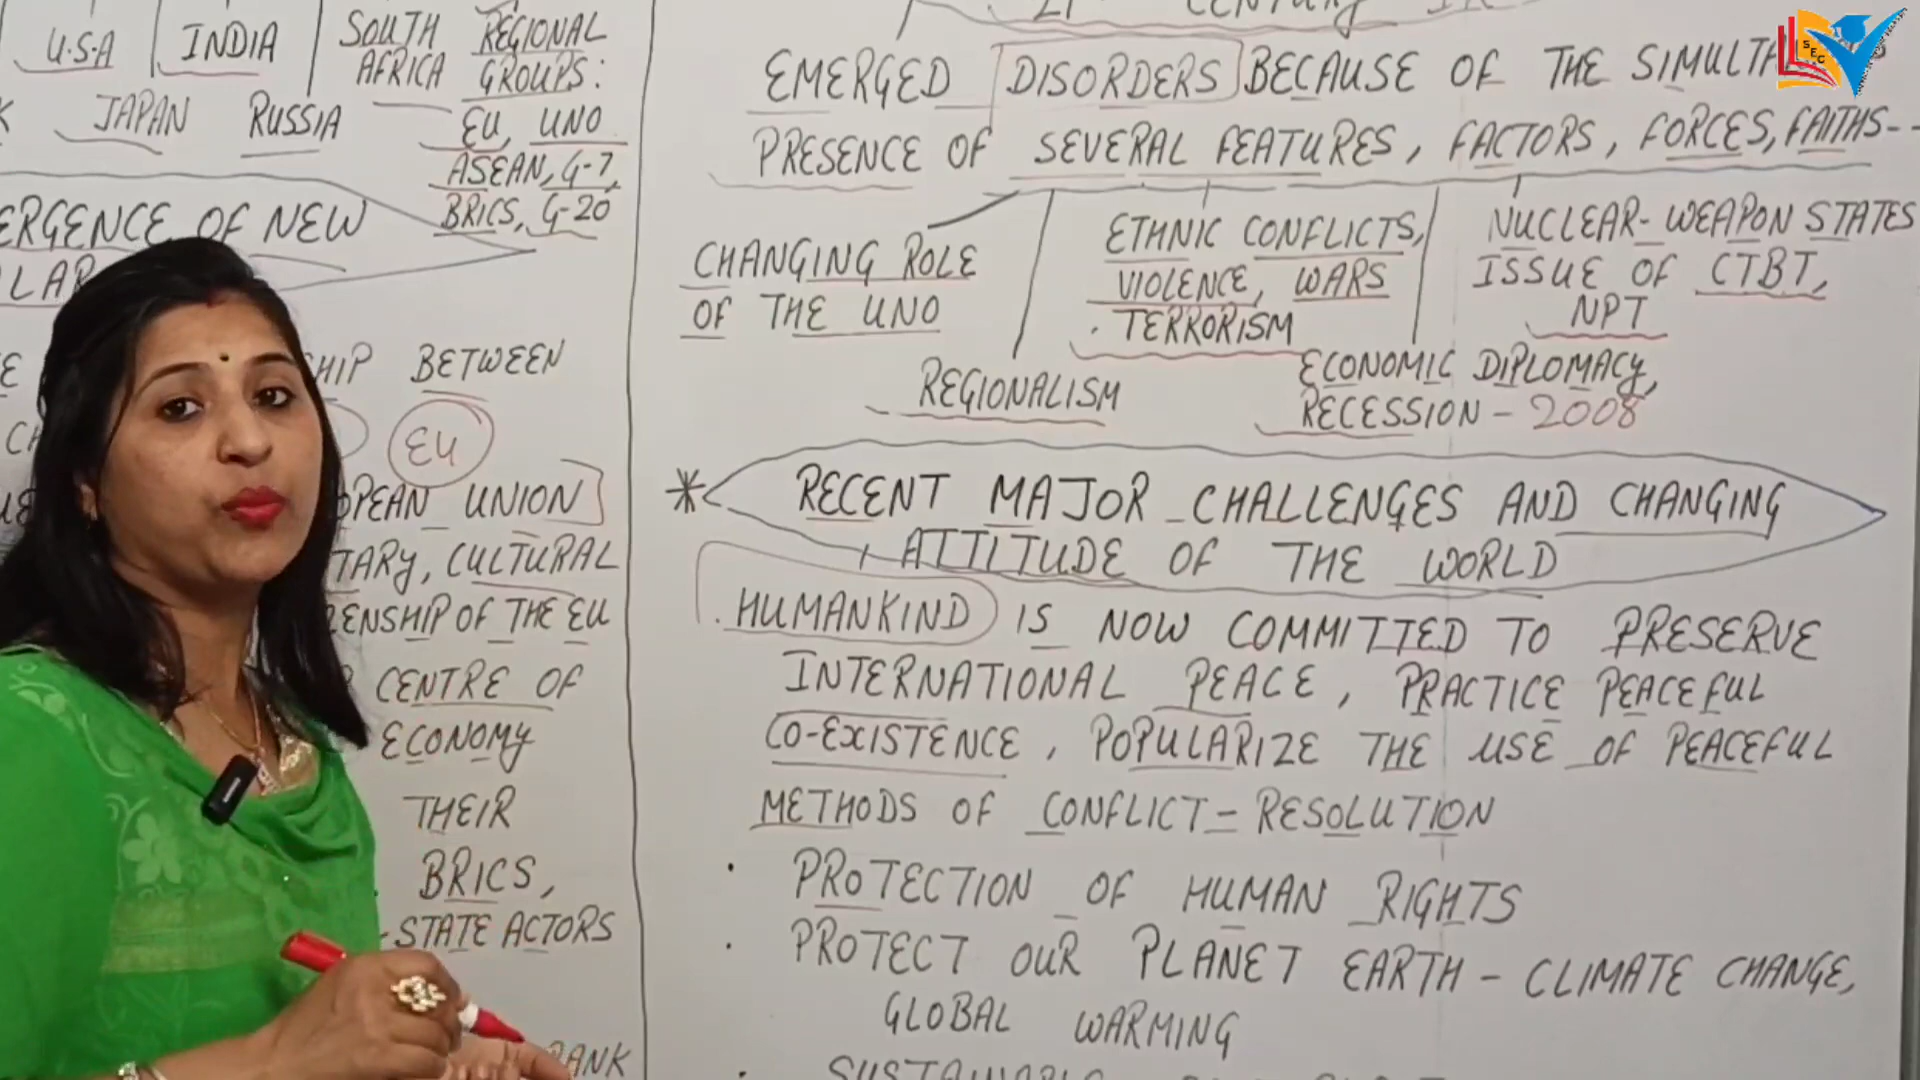 U.S.A INDIA SOUTH AFRICA REGIONAL GROUPS:
JAPAN RUSSIA EU, UNO
ASEAN, G-7,
BRICS, G-20
OF NEW
BETWEEN
EU
UNION
CULTURAL
OF THE EU
CENTRE OF
ECONOMY
THEIR
BRICS,
-STATE ACTORS
CENTURY
EMERGED DISORDERS BECAUSE OF THE
PRESENCE OF SEVERAL FEATURES, FACTORS, FORCES, FAITHS--
CHANGING ROLE
OF THE UNO
REGIONALISM
ETHNIC CONFLICTS,
VIOLENCE, WARS
. TERRORISM
NUCLEAR-WEAPON STATES
ISSUE OF CTBT,
NPT
ECONOMIC DIPLOMACY,
RECESSION - 2008
* RECENT MAJOR CHALLENGES AND CHANGING
ATTITUDE OF THE WORLD
. HUMANKIND IS NOW COMMITTED TO PRESERVE
INTERNATIONAL PEACE, PRACTICE PEACEFUL
CO-EXISTENCE, POPULARIZE THE USE OF PEACEFUL
METHODS OF CONFLICT-RESOLUTION
. PROTECTION OF HUMAN RIGHTS
. PROTECT OUR PLANET EARTH - CLIMATE CHANGE,
GLOBAL WARMING
SEC